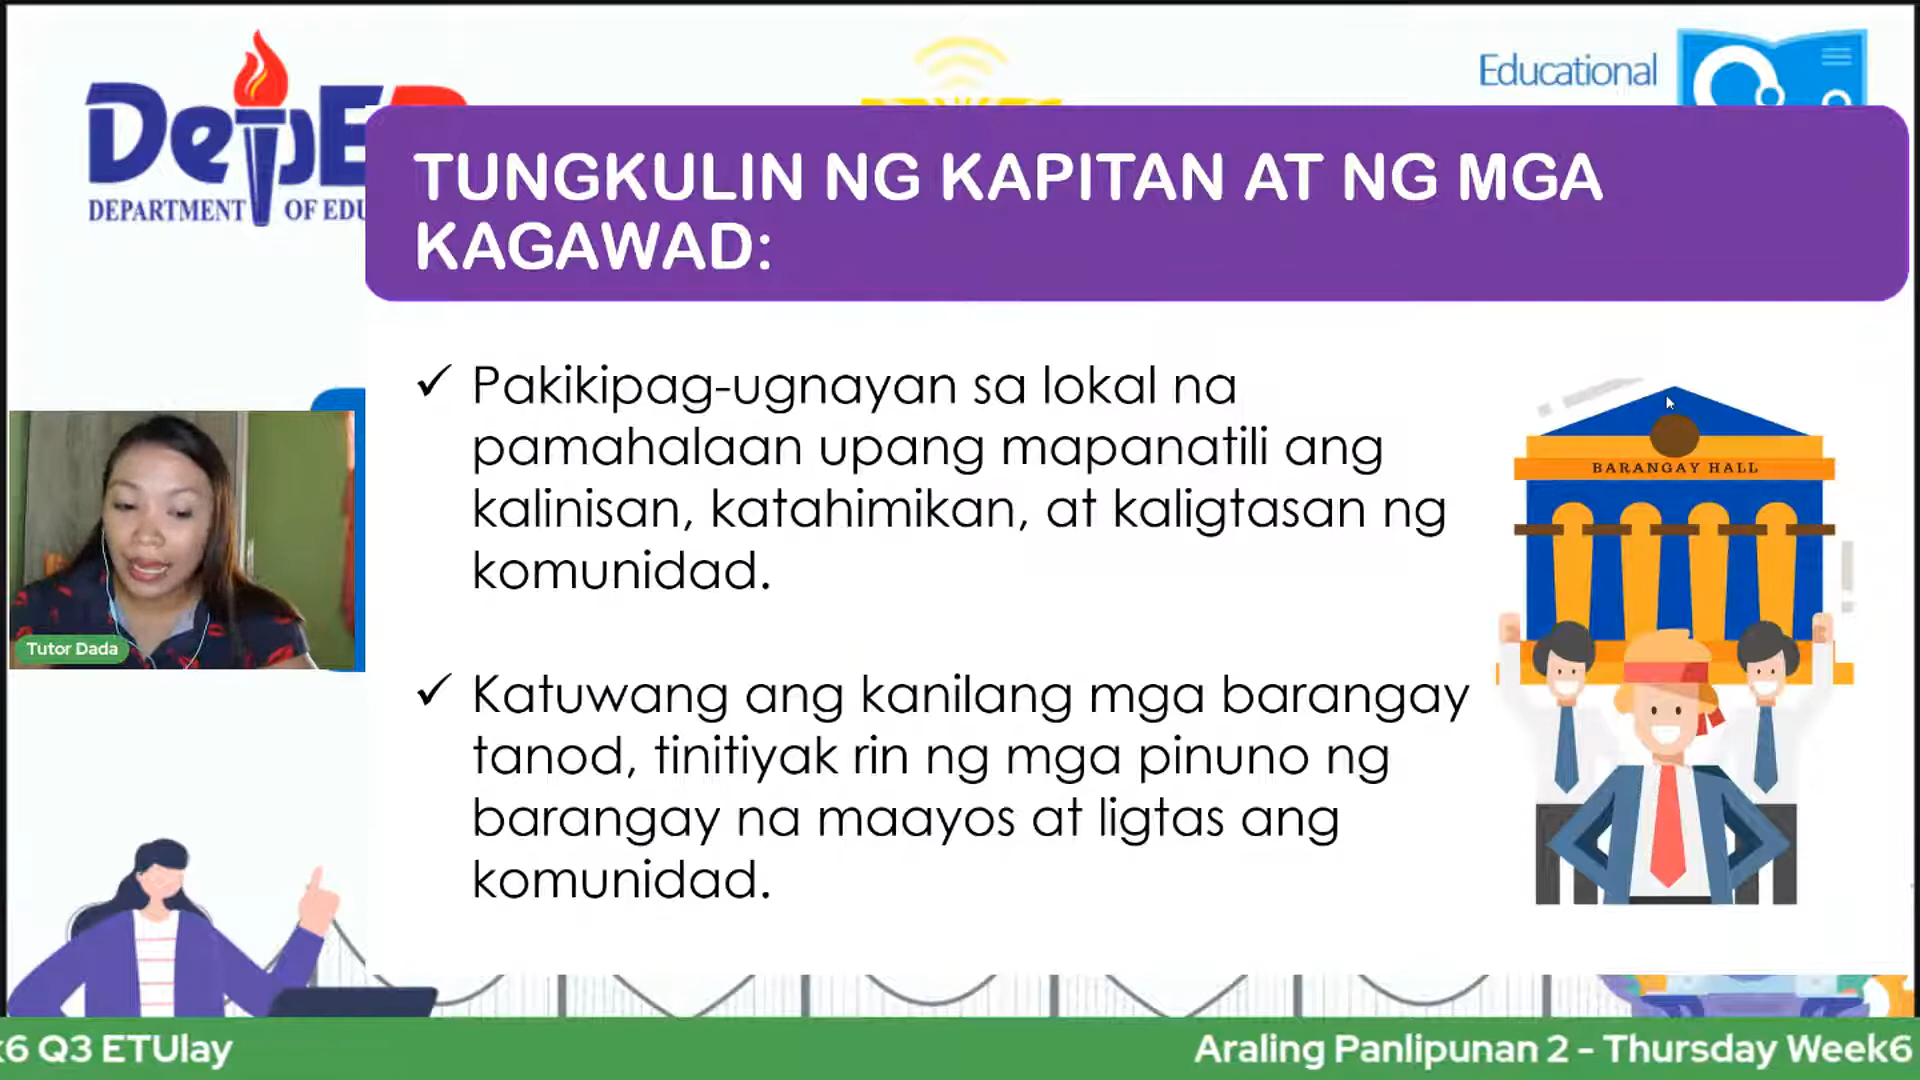 DepE
DEPARTMENT OF EDU
Educational
TUNGKULIN NG KAPITAN AT NG MGA
KAGAWAD:
✓ Pakikipag-ugnayan sa lokal na
pamahalaan upang mapanatili ang
kalinisan, katahimikan, at kaligtasan ng
komunidad.
✓ Katuwang ang kanilang mga barangay
tanod, tinitiyak rin ng mga pinuno ng
barangay na maayos at ligtas ang
komunidad.
BARANGAY HALL
Tutor Dada
6 Q3 ETUlay
Araling Panlipunan 2 - Thursday Week6